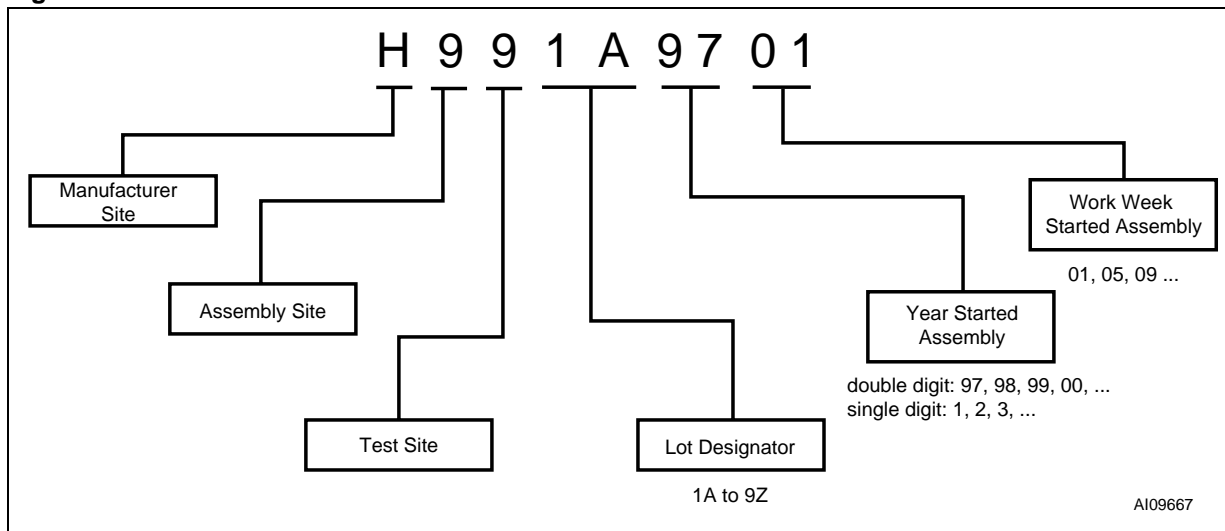 H 9 9 1 A 9 7 0 1
Manufacturer
Site
Work Week
Started Assembly
01, 05, 09 ...
Assembly Site
Year Started
Assembly
double digit: 97, 98, 99, 00, ...
single digit: 1, 2, 3, ...
Test Site
Lot Designator
1A to 9Z
AI09667